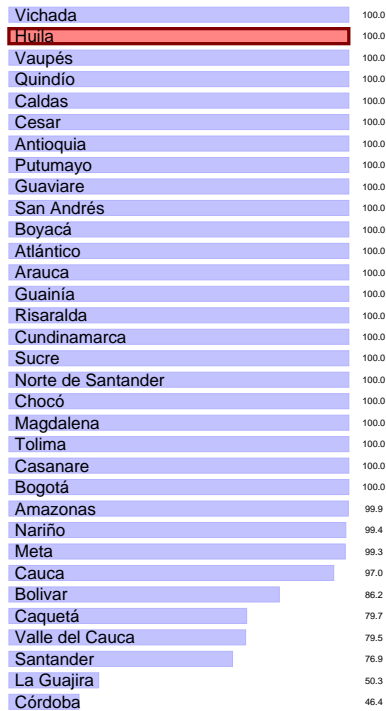 Vichada 100.0
Huila 100.0
Vaupés 100.0
Quindío 100.0
Caldas 100.0
Cesar 100.0
Antioquia 100.0
Putumayo 100.0
Guaviare 100.0
San Andrés 100.0
Boyacá 100.0
Atlántico 100.0
Arauca 100.0
Guainía 100.0
Risaralda 100.0
Cundinamarca 100.0
Sucre 100.0
Norte de Santander 100.0
Chocó 100.0
Magdalena 100.0
Tolima 100.0
Casanare 100.0
Bogotá 100.0
Amazonas 99.9
Nariño 99.4
Meta 99.3
Cauca 97.0
Bolivar 86.2
Caquetá 79.7
Valle del Cauca 79.5
Santander 76.9
La Guajira 50.3
Córdoba 46.4